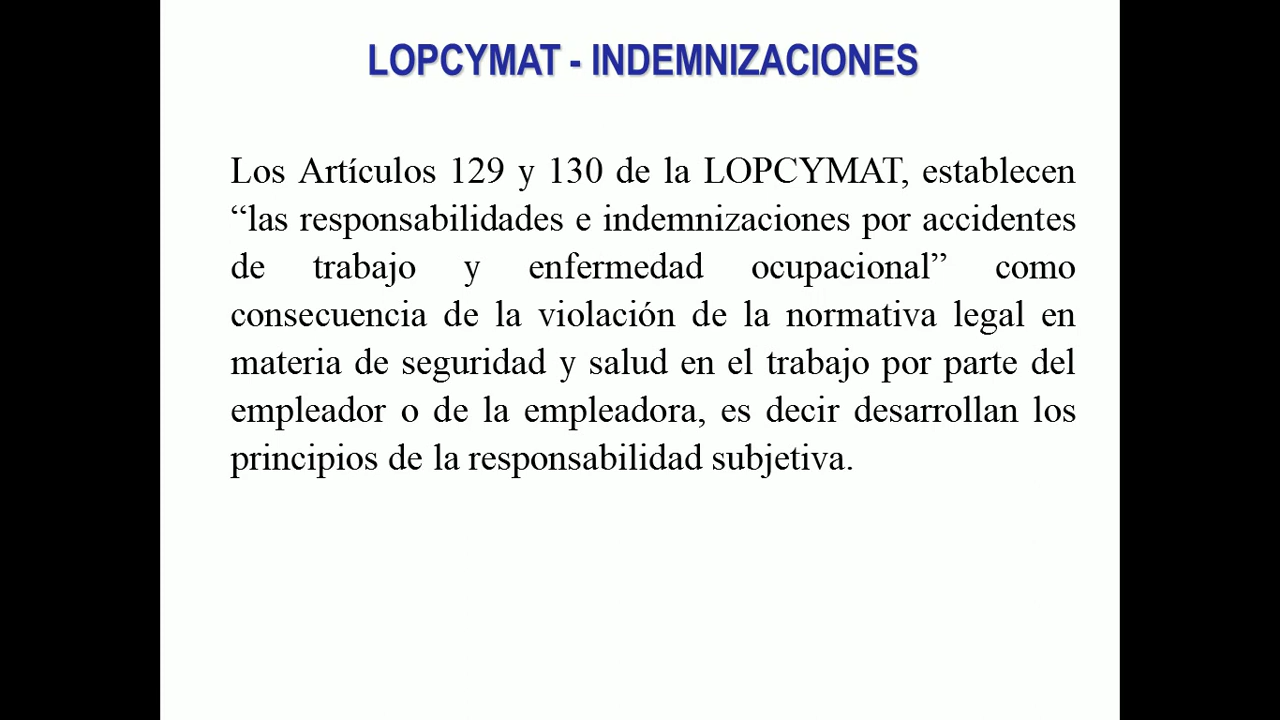 LOPCYMAT - INDEMNIZACIONES
Los Artículos 129 y 130 de la LOPCYMAT, establecen
“las responsabilidades e indemnizaciones por accidentes
de trabajo y enfermedad ocupacional” como
consecuencia de la violación de la normativa legal en
materia de seguridad y salud en el trabajo por parte del
empleador o de la empleadora, es decir desarrollan los
principios de la responsabilidad subjetiva.